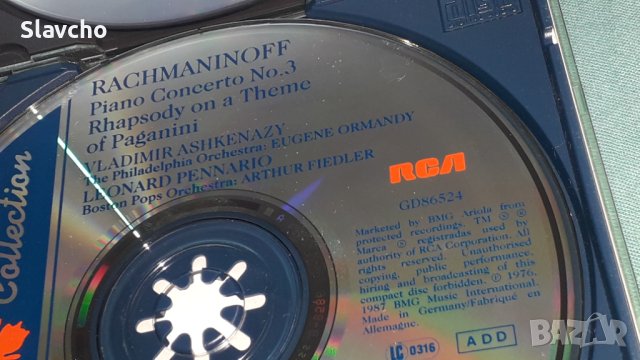 Slavcho
RACHMANINOFF
Piano Concerto No.3
Rhapsody on a Theme
of Paganini
VLADIMIR ASHKENAZY
The Philadelphia Orchestra: EUGENE ORMANDY
LEONARD PENNARIO
Boston Pops Orchestra: ARTHUR FIEDLER
Collection
RCA
GD86524
Marketed by BMG Ariola from
protected recordings. TM ®
Marca ® registradas used by
authority of RCA Corporation. All
rights reserved. Unauthorised
copying, public performance,
hiring and broadcasting of this
compact disc forbidden. ℗ 1976,
1987, BMG Music International.
Made in Germany/Fabriqué en
Allemagne.
LC 0316
ADD
bazar.bg